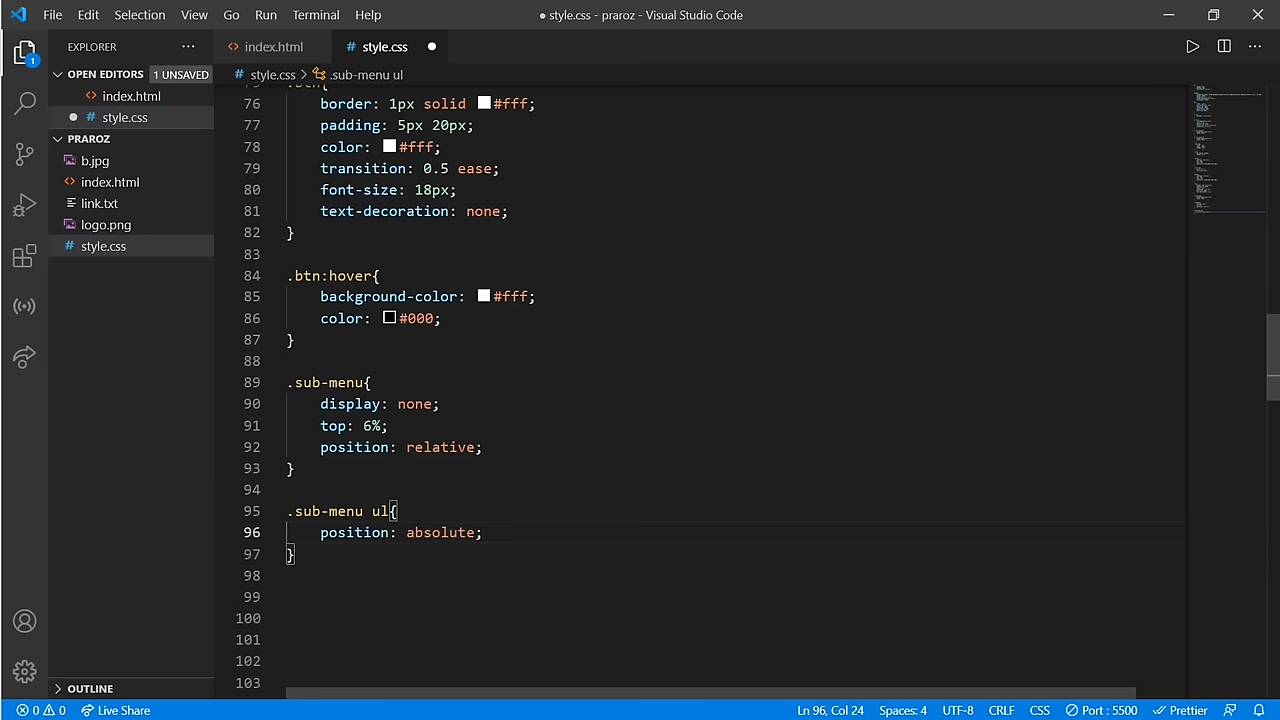 File Edit Selection View Go Run Terminal Help
● style.css - praroz - Visual Studio Code
EXPLORER ···
<> index.html
# style.css ●
1
OPEN EDITORS 1 UNSAVED
<> index.html
● # style.css
PRAROZ
b.jpg
<> index.html
link.txt
logo.png
# style.css
OUTLINE
# style.css > .sub-menu ul
75 .btn{
76 border: 1px solid #fff;
77 padding: 5px 20px;
78 color: #fff;
79 transition: 0.5 ease;
80 font-size: 18px;
81 text-decoration: none;
82 }
83
84 .btn:hover{
85 background-color: #fff;
86 color: #000;
87 }
88
89 .sub-menu{
90 display: none;
91 top: 6%;
92 position: relative;
93 }
94
95 .sub-menu ul{
96 position: absolute;
97 }
98
99
100
101
102
103
0 0 Live Share Ln 96, Col 24 Spaces: 4 UTF-8 CRLF CSS Port : 5500 Prettier